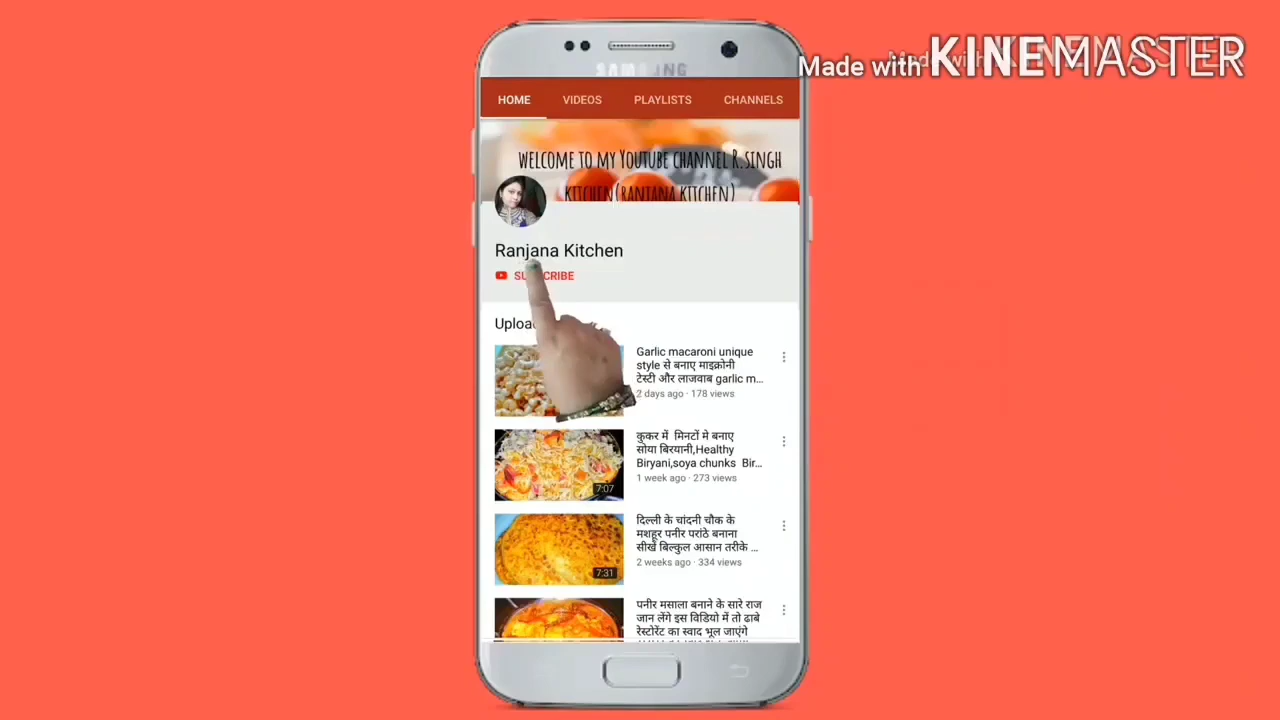 Made with KINEMASTER
SAMSUNG
HOME VIDEOS PLAYLISTS CHANNELS
WELCOME TO MY YOUTUBE CHANNEL R.SINGH
KITCHEN(RANJANA KITCHEN)
Ranjana Kitchen
SUBSCRIBE
Garlic macaroni unique
style से बनाए माइक्रोनी
टेस्टी और लाजवाब garlic m...
2 days ago · 178 views
कूकर में मिनटों मे बनाए
सोया बिरयानी,Healthy
Biryani,soya chunks Bir...
1 week ago · 273 views
7:07
दिल्ली के चांदनी चौक के
मशहूर पनीर परांठे बनाना
सीखें बिल्कुल आसान तरीके ...
2 weeks ago · 334 views
7:31
पनीर मसाला बनाने के सारे राज
जान लेंगे इस विडियो में तो ढाबे
रेस्टोरेंट का स्वाद भूल जाएंगे